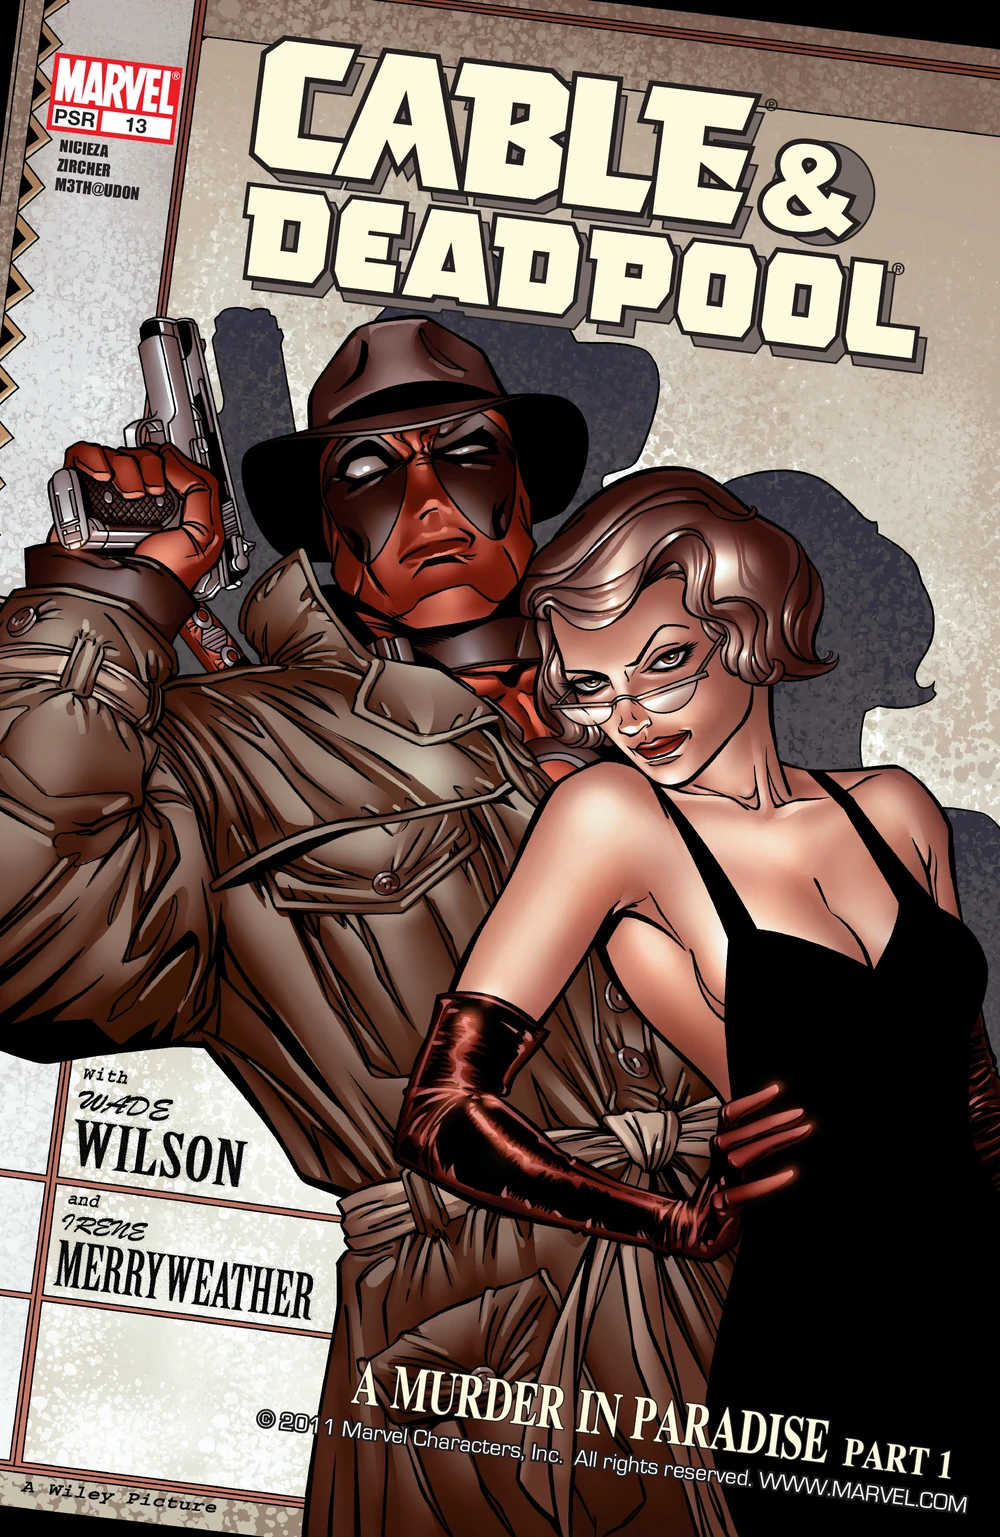 MARVEL®
PSR 13
NICIEZA
ZIRCHER
M3TH@UDON
CABLE® &
DEADPOOL®
with
WADE
WILSON
and
IRENE
MERRYWEATHER
A MURDER IN PARADISE PART 1
© 2011 Marvel Characters, Inc. All rights reserved. WWW.MARVEL.COM
A Wiley Picture